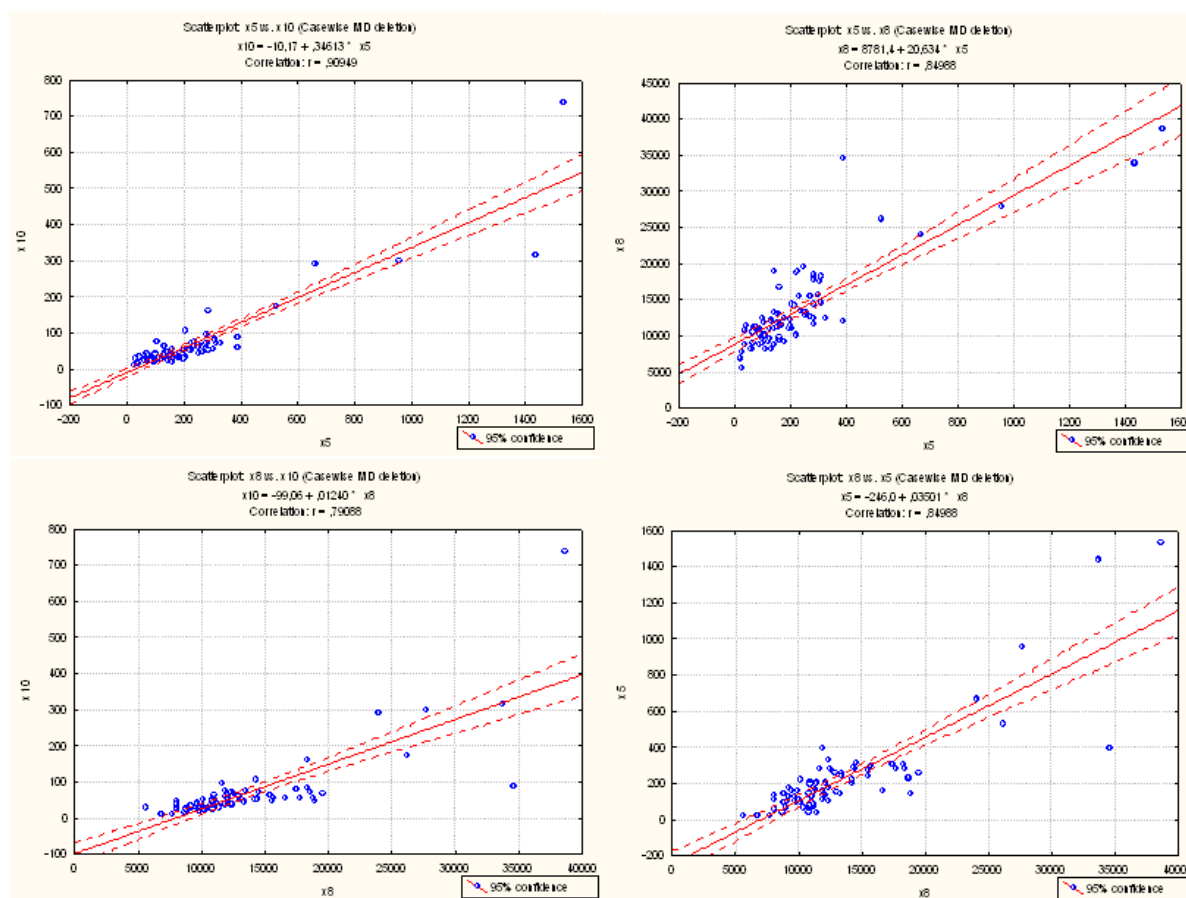 Scatterplot: x5 vs. x10 (Casewise MD deletion)
x10 = -10,17 + ,34613 * x5
Correlation: r = ,90949
800
700
600
500
400
300
200
100
0
-100
-200 0 200 400 600 800 1000 1200 1400 1600
x10
x5
95% confidence
Scatterplot: x5 vs. x8 (Casewise MD deletion)
x8 = 8781,4 + 20,634 * x5
Correlation: r = ,84988
45000
40000
35000
30000
25000
20000
15000
10000
5000
0
-200 0 200 400 600 800 1000 1200 1400 1600
x8
x5
95% confidence
Scatterplot: x8 vs. x10 (Casewise MD deletion)
x10 = -99,06 + ,01240 * x8
Correlation: r = ,79088
800
700
600
500
400
300
200
100
0
-100
0 5000 10000 15000 20000 25000 30000 35000 40000
x10
x8
95% confidence
Scatterplot: x8 vs. x5 (Casewise MD deletion)
x5 = -246,0 + ,03501 * x8
Correlation: r = ,84988
1600
1400
1200
1000
800
600
400
200
0
-200
0 5000 10000 15000 20000 25000 30000 35000 40000
x5
x8
95% confidence